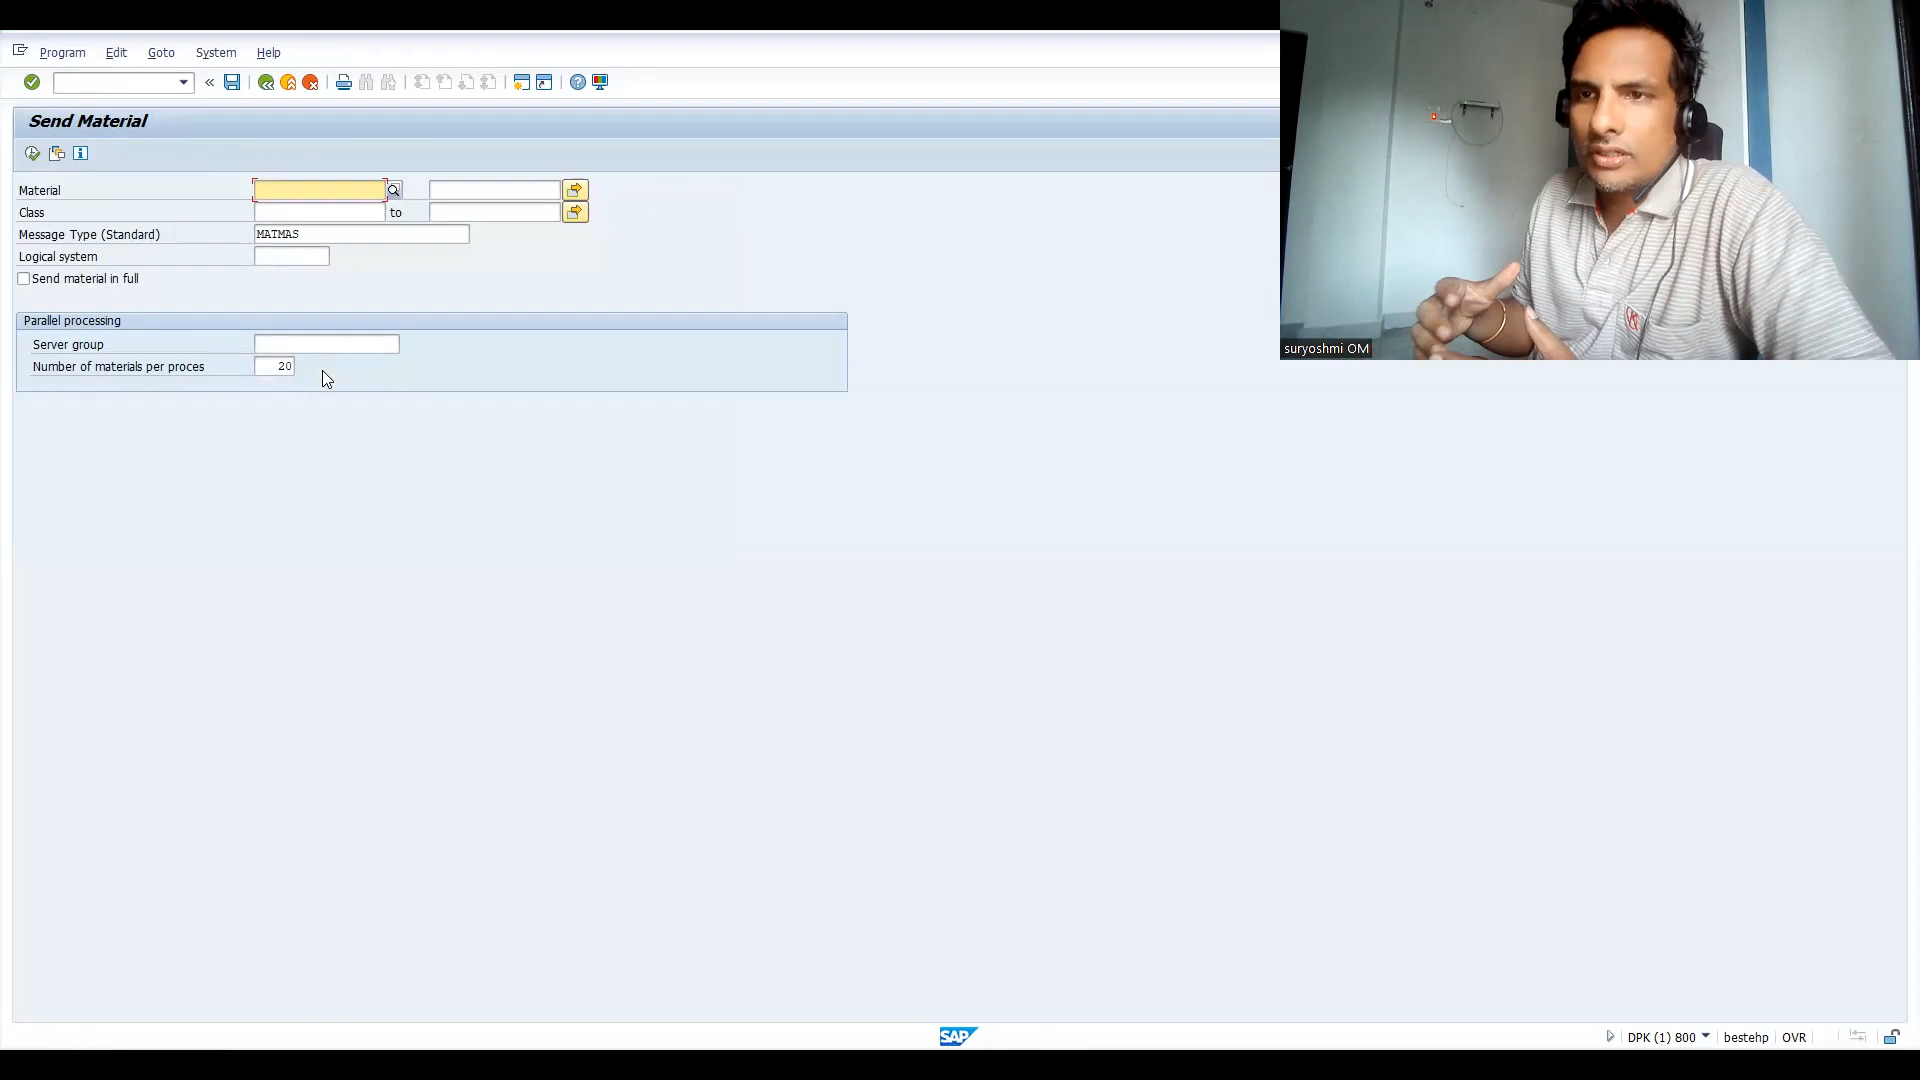 Program Edit Goto System Help
Send Material
Material
Class to
Message Type (Standard) MATMAS
Logical system
Send material in full
Parallel processing
Server group
Number of materials per proces 20
suryoshmi OM
SAP DPK (1) 800 bestehp OVR